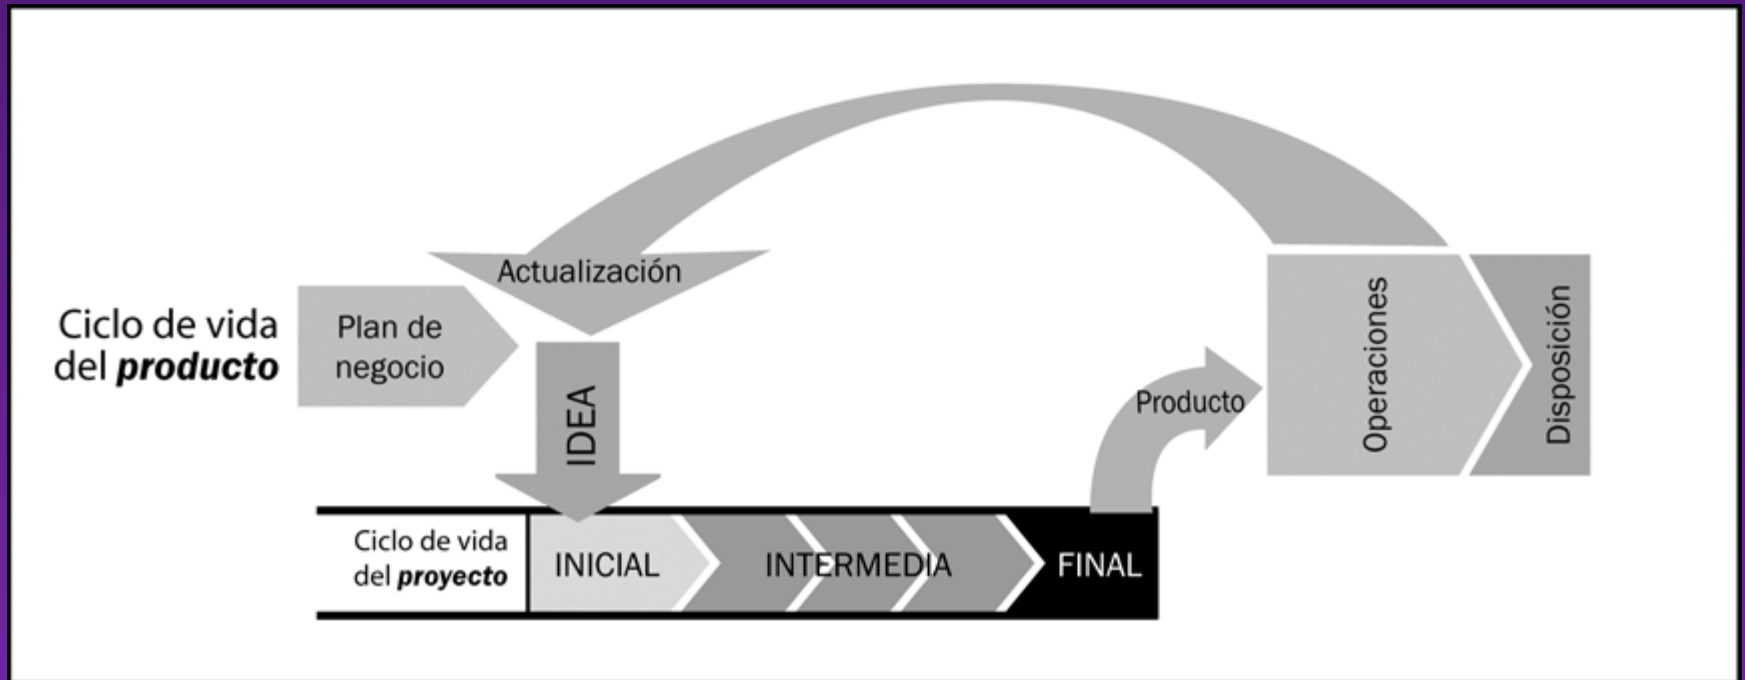 Actualización
Ciclo de vida
del producto
Plan de
negocio
IDEA
Producto
Operaciones
Disposición
Ciclo de vida
del proyecto
INICIAL
INTERMEDIA
FINAL